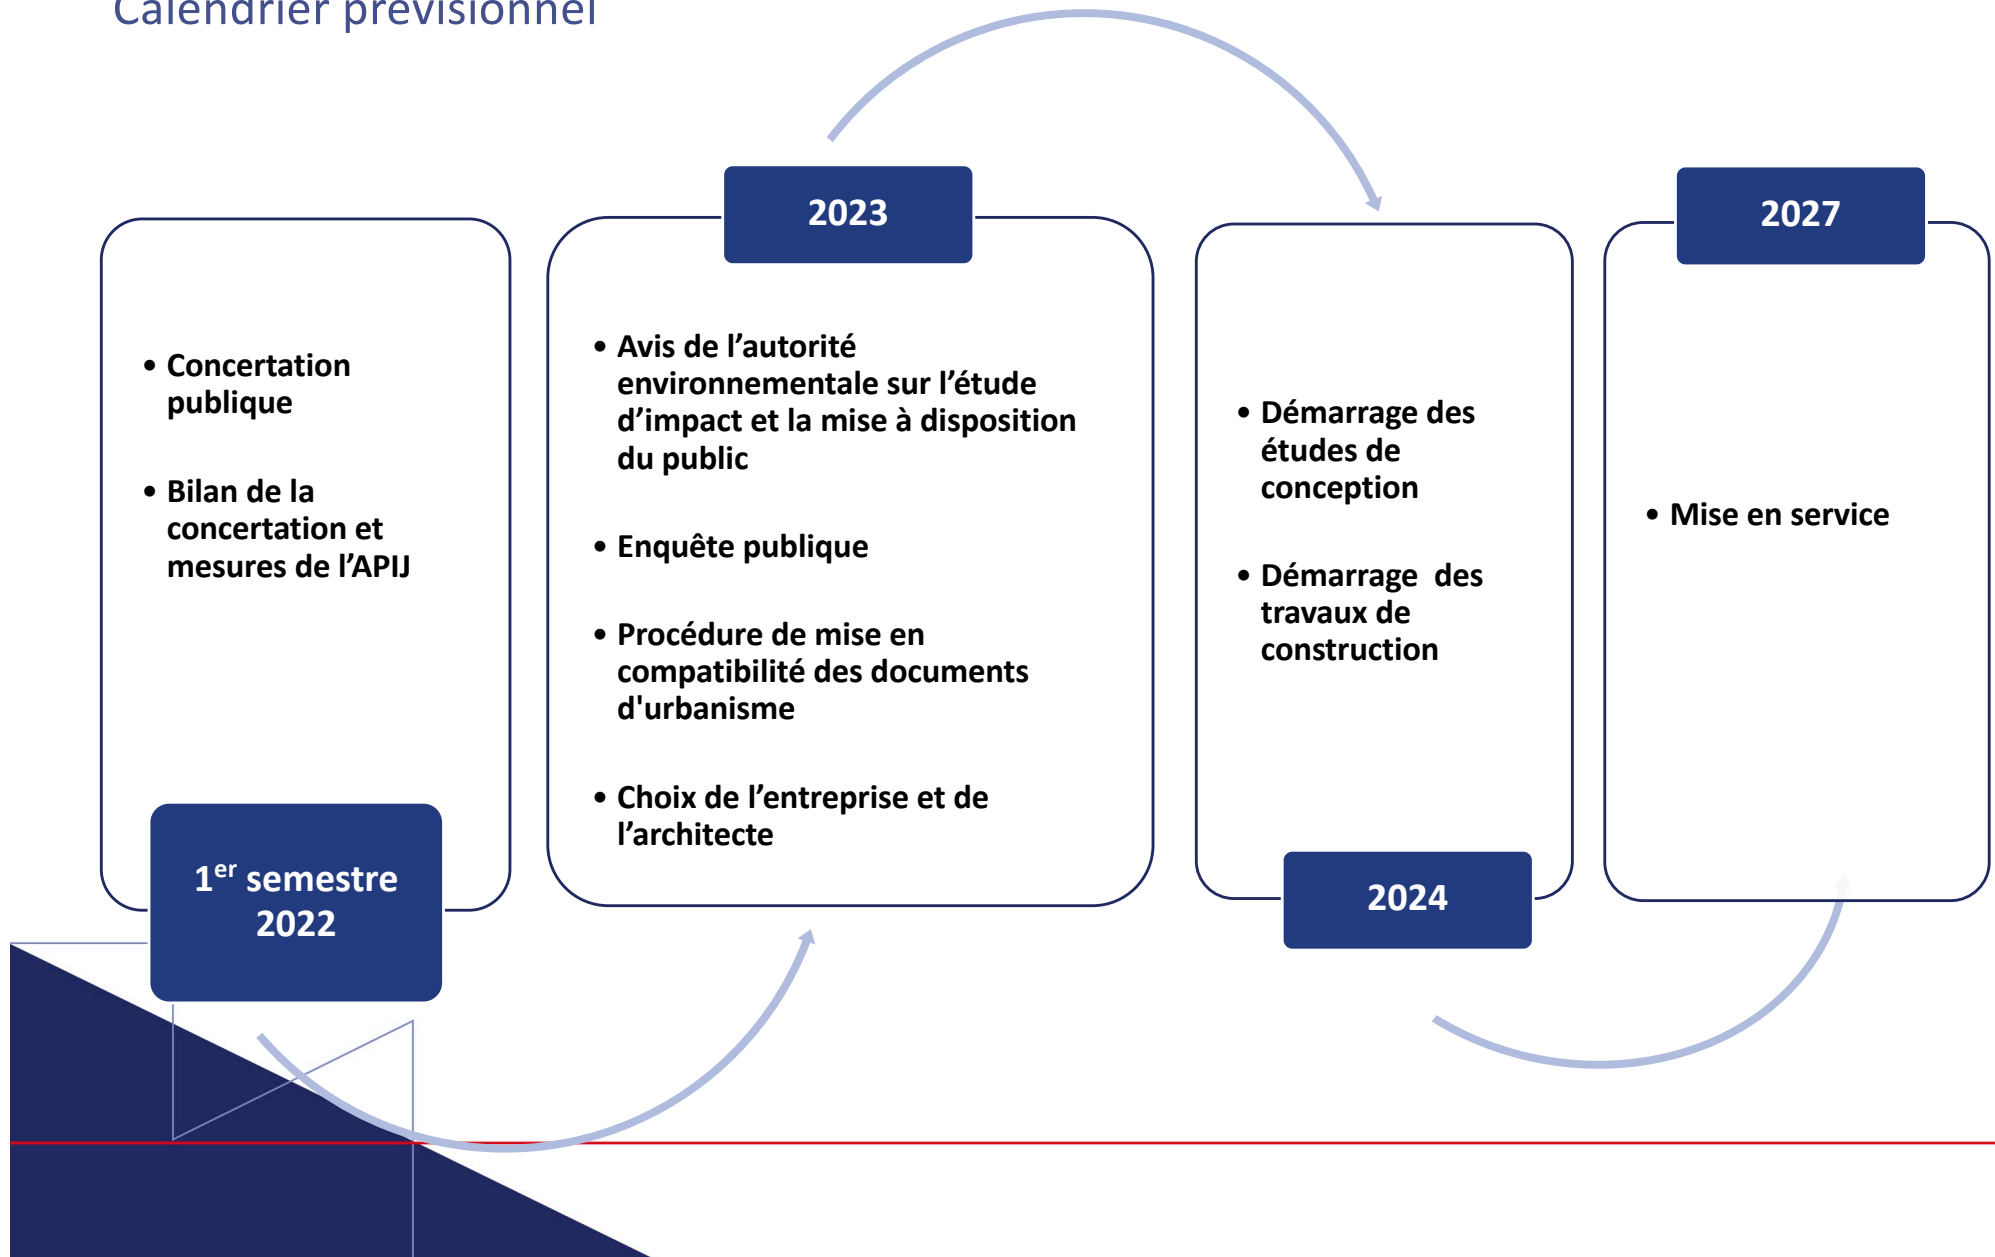 Calendrier prévisionnel
• Concertation
publique
• Bilan de la
concertation et
mesures de l’APIJ
1er semestre
2022
2023
• Avis de l’autorité
environnementale sur l’étude
d’impact et la mise à disposition
du public
• Enquête publique
• Procédure de mise en
compatibilité des documents
d'urbanisme
• Choix de l’entreprise et de
l’architecte
• Démarrage des
études de
conception
• Démarrage  des
travaux de
construction
2024
2027
• Mise en service